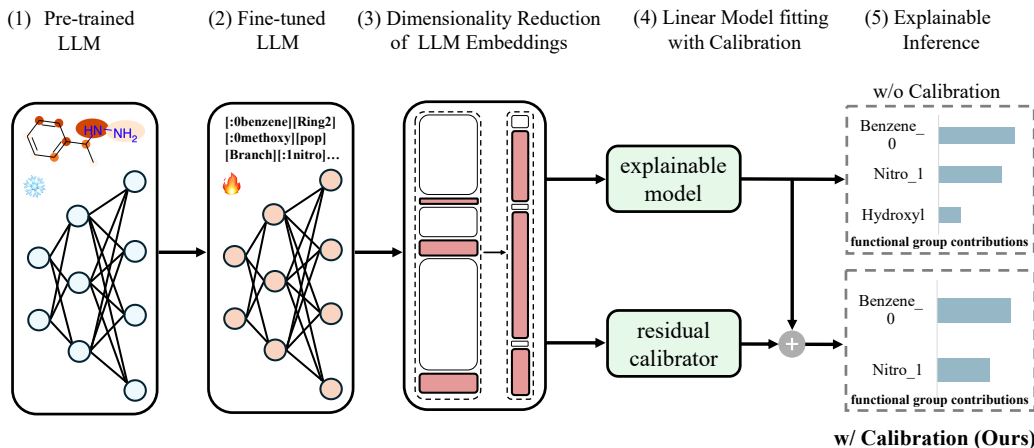 (1) Pre-trained
LLM
(2) Fine-tuned
LLM
(3) Dimensionality Reduction
of LLM Embeddings
(4) Linear Model fitting
with Calibration
(5) Explainable
Inference
HN
NH2
[:0benzene][Ring2]
[:0methoxy][pop]
[Branch][:1nitro]...
explainable
model
residual
calibrator
+
w/o Calibration
Benzene_
0
Nitro_1
Hydroxyl
functional group contributions
Benzene_
0
Nitro_1
functional group contributions
w/ Calibration (Ours)